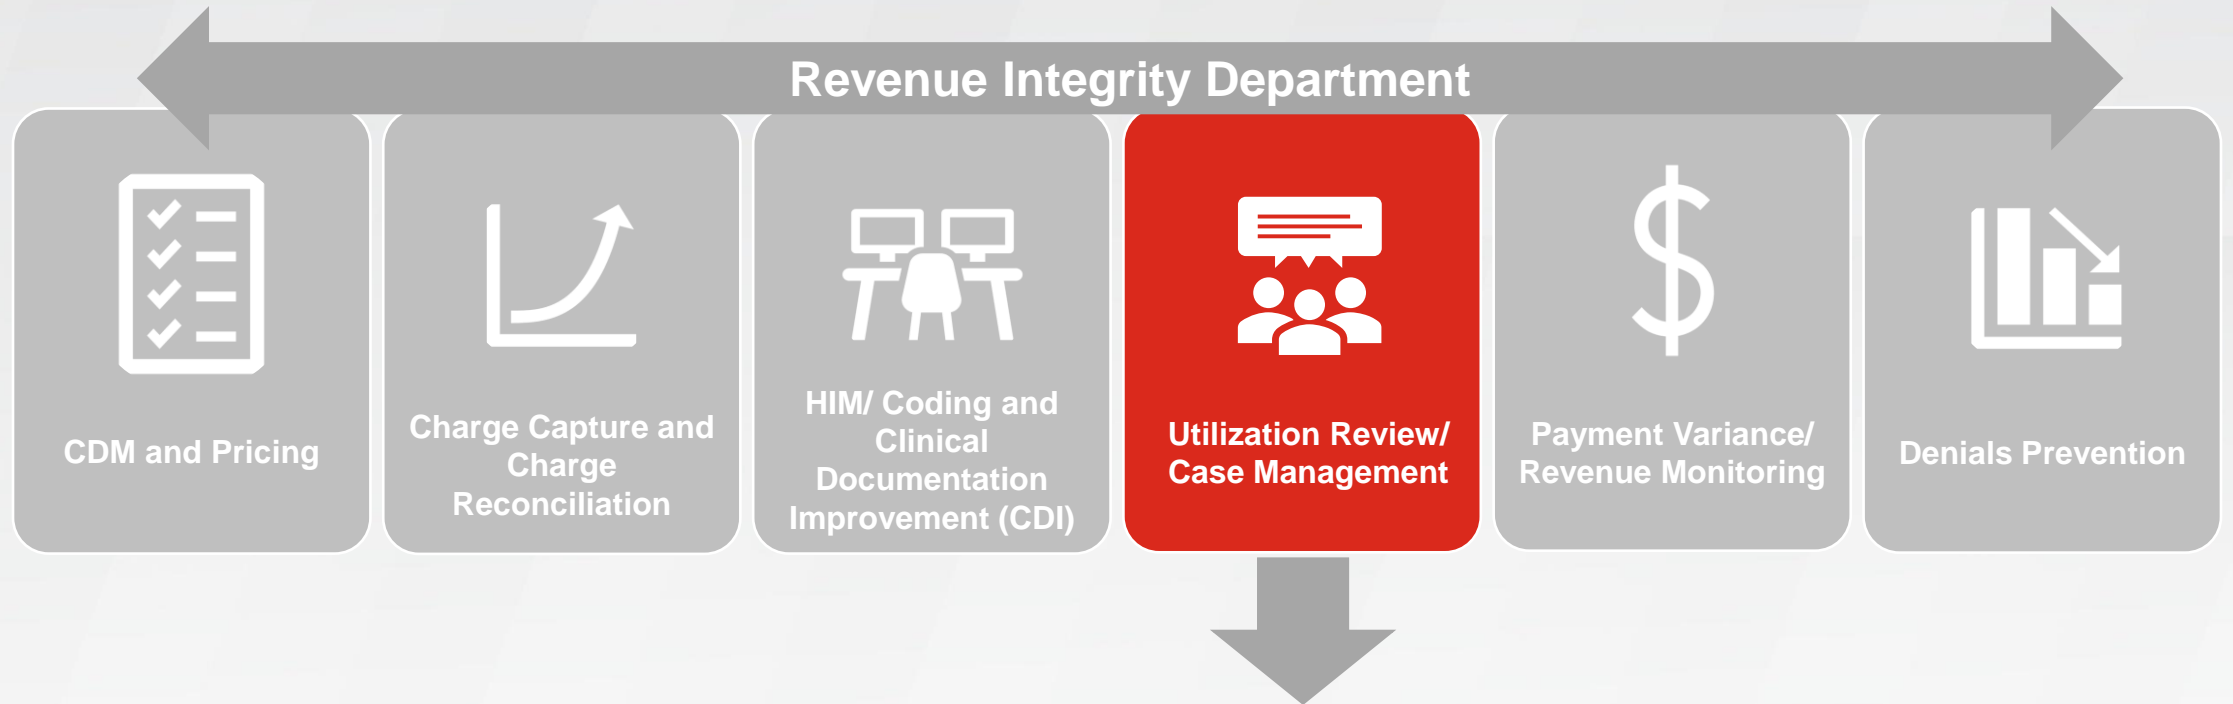 Revenue Integrity Department
CDM and Pricing
Charge Capture and
Charge
Reconciliation
HIM/ Coding and
Clinical
Documentation
Improvement (CDI)
Utilization Review/
Case Management
Payment Variance/
Revenue Monitoring
Denials Prevention